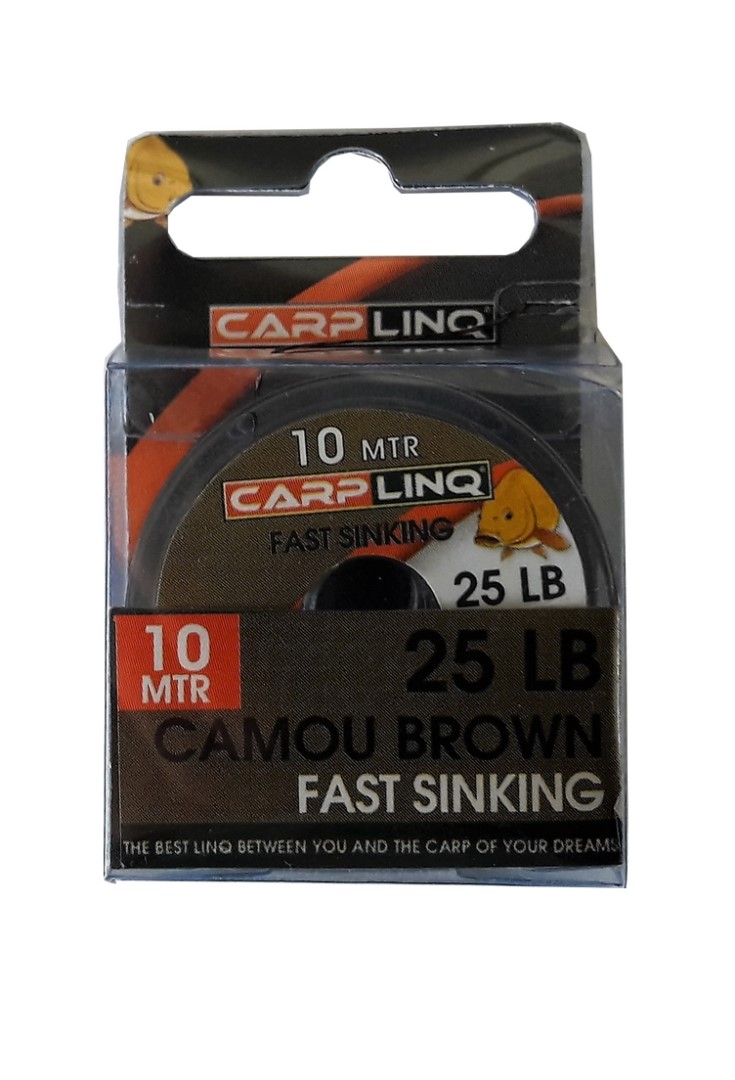 CARPLINQ®
10 MTR
CARPLINQ®
FAST SINKING
25 LB
10
MTR
25 LB
CAMOU BROWN
FAST SINKING
THE BEST LINQ BETWEEN YOU AND THE CARP OF YOUR DREAMS